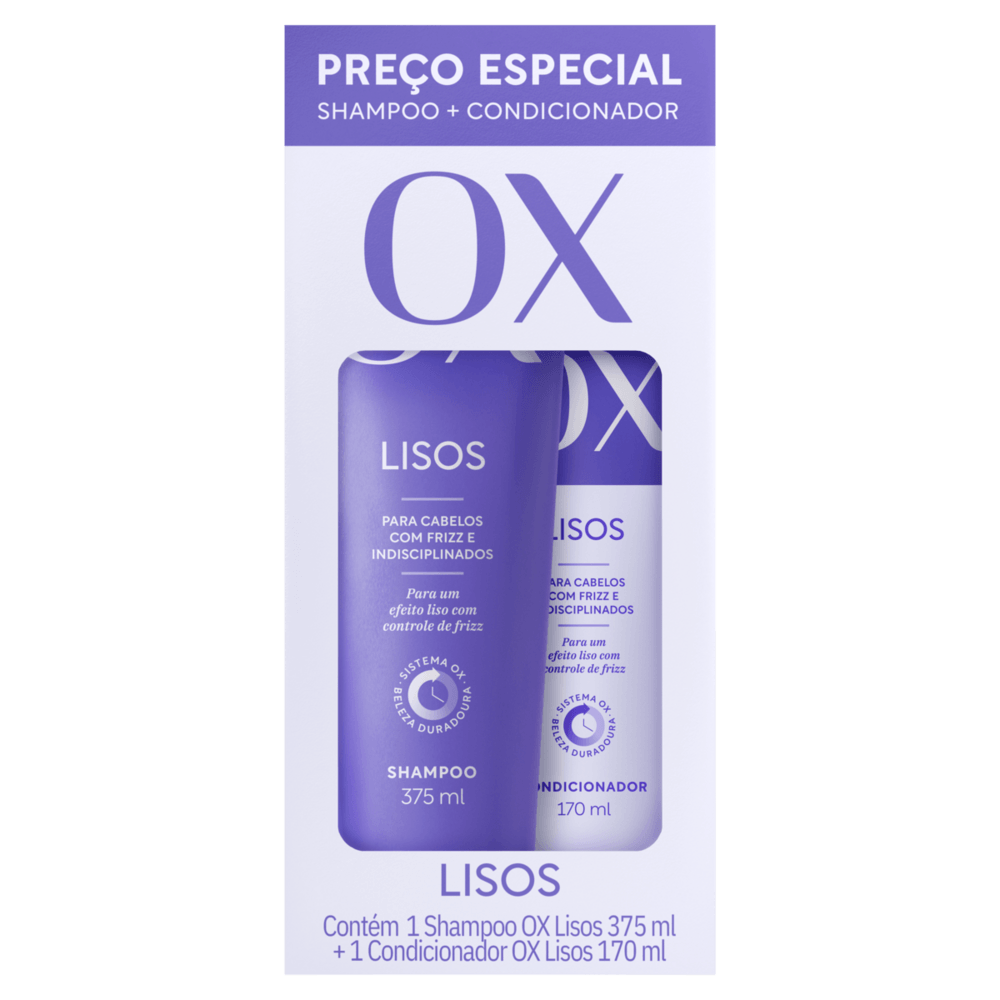 PREÇO ESPECIAL
SHAMPOO + CONDICIONADOR
OX
LISOS
PARA CABELOS
COM FRIZZ E
INDISCIPLINADOS
Para um
efeito liso com
controle de frizz
SISTEMA OX
BELEZA DURADOURA
SHAMPOO
375 ml
OX
LISOS
PARA CABELOS
COM FRIZZ E
INDISCIPLINADOS
Para um
efeito liso com
controle de frizz
SISTEMA OX
BELEZA DURADOURA
CONDICIONADOR
170 ml
LISOS
Contém 1 Shampoo OX Lisos 375 ml
+ 1 Condicionador OX Lisos 170 ml